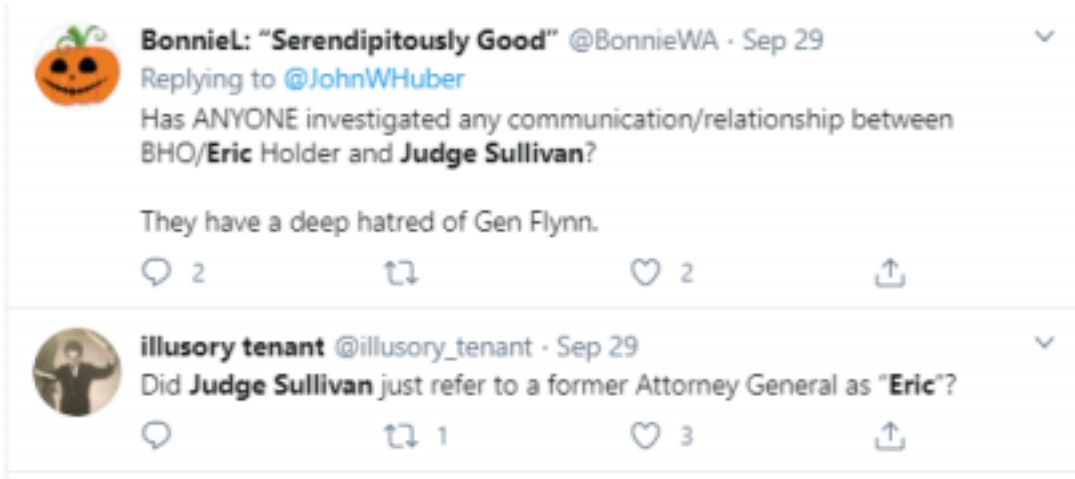 BonnieL: “Serendipitously Good” @BonnieWA · Sep 29
Replying to @JohnWHuber
Has ANYONE investigated any communication/relationship between
BHO/Eric Holder and Judge Sullivan?
They have a deep hatred of Gen Flynn.
2 2
illusory tenant @illusory_tenant · Sep 29
Did Judge Sullivan just refer to a former Attorney General as “Eric”?
1 3